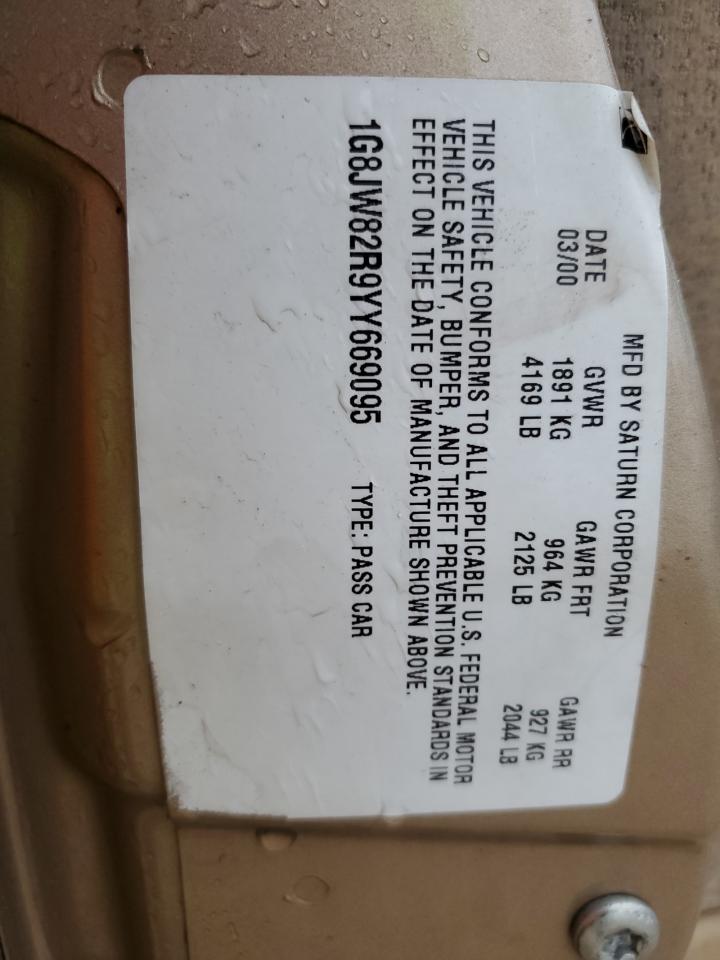 MFD BY SATURN CORPORATION
DATE GVWR GAWR FRT GAWR RR
03/00 1891 KG 964 KG 927 KG
4169 LB 2125 LB 2044 LB
THIS VEHICLE CONFORMS TO ALL APPLICABLE U.S. FEDERAL MOTOR
VEHICLE SAFETY, BUMPER, AND THEFT PREVENTION STANDARDS IN
EFFECT ON THE DATE OF MANUFACTURE SHOWN ABOVE.
1G8JW82R9YY669095 TYPE: PASS CAR